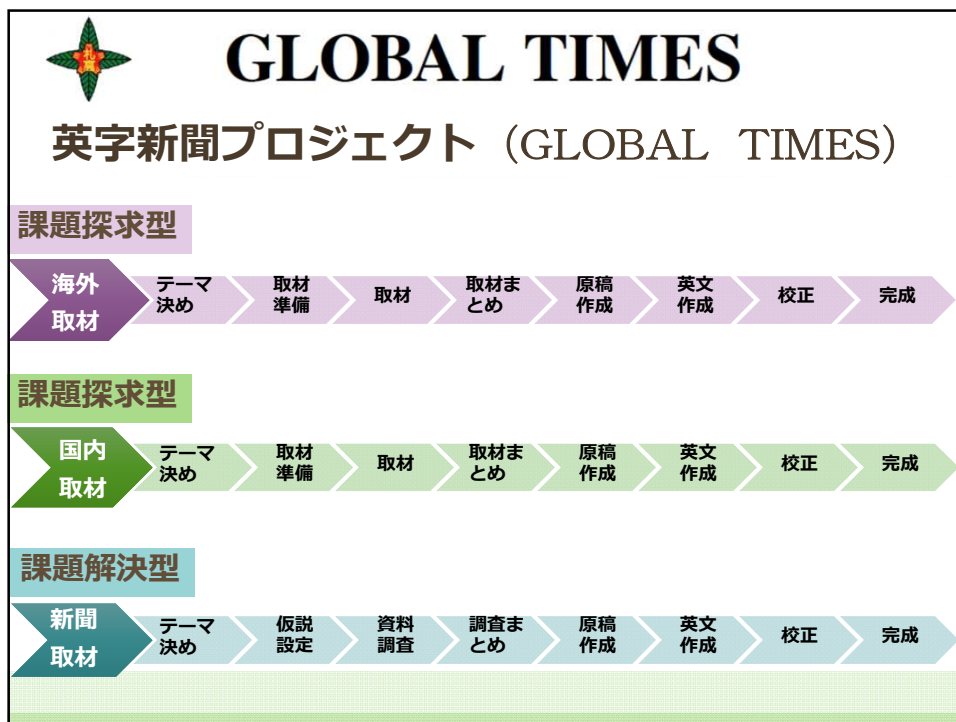 札
GLOBAL TIMES
英字新聞プロジェクト（GLOBAL TIMES）
課題探求型
海外
取材
テーマ
決め
取材
準備
取材
取材ま
とめ
原稿
作成
英文
作成
校正
完成
課題探求型
国内
取材
テーマ
決め
取材
準備
取材
取材ま
とめ
原稿
作成
英文
作成
校正
完成
課題解決型
新聞
取材
テーマ
決め
仮説
設定
資料
調査
調査ま
とめ
原稿
作成
英文
作成
校正
完成